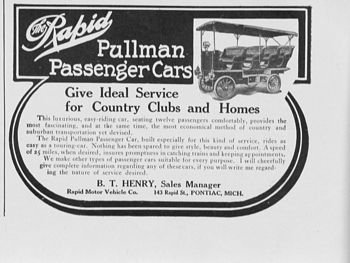 The Rapid
Pullman
Passenger Cars
Give Ideal Service
for Country Clubs and Homes
This luxurious, easy-riding car, seating twelve passengers comfortably, provides the
most fascinating, and at the same time, the most economical method of country and
suburban transportation yet devised.
The Rapid Pullman Passenger Car, built especially for this kind of service, rides as
easy as a touring-car. Nothing has been spared to give style, beauty and comfort. A speed
of 25 miles, when desired, insures promptness in catching trains and keeping appointments.
We make other types of passenger cars suitable for every purpose. I will cheerfully
give complete information regarding any of these cars, if you will write me regard-
ing the nature of service desired.
B. T. HENRY, Sales Manager
Rapid Motor Vehicle Co. 143 Rapid St., PONTIAC, MICH.